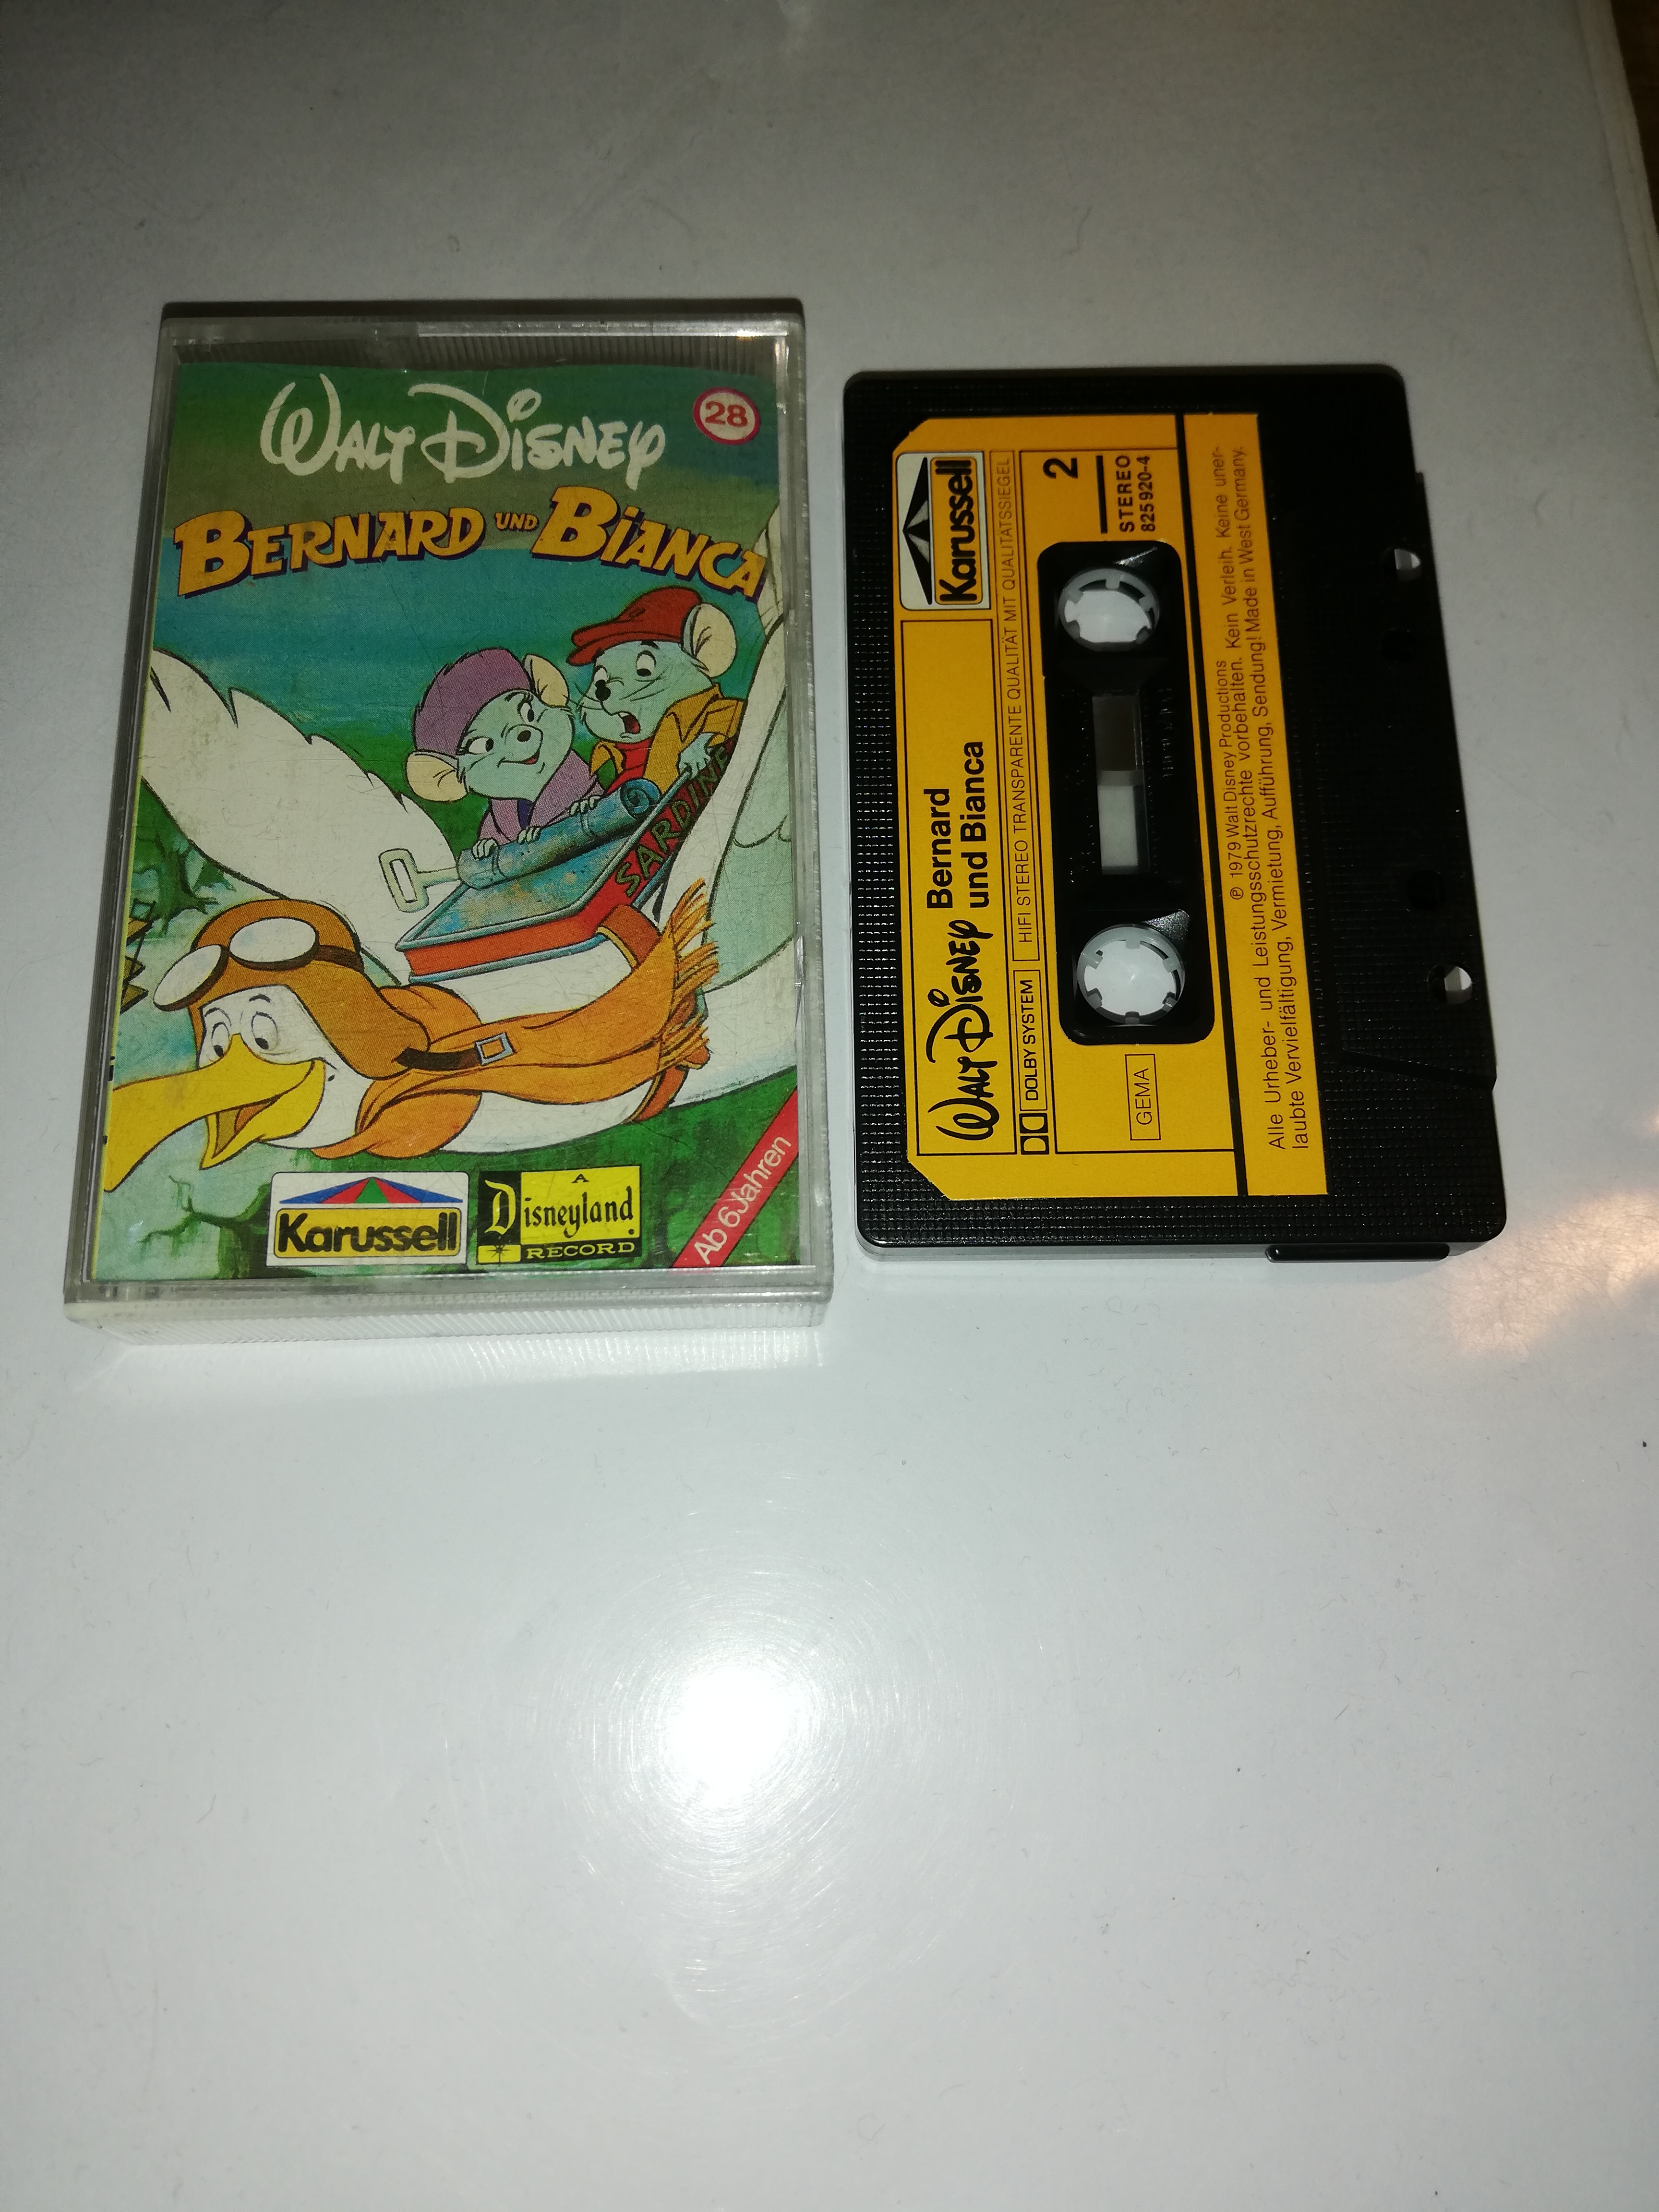 WALT DISNEY
28
BERNARD UND BIANCA
SARDINE
Karussell
A
Disneyland
RECORD
Ab 6 Jahren
Karussell
WALT DISNEY Bernard
und Bianca
DOLBY SYSTEM HIFI STEREO TRANSPARENTE QUALITÄT MIT QUALITÄTSSIEGEL
2
STEREO
825 920-4
GEMA
℗ 1979 Walt Disney Productions
Alle Urheber- und Leistungsschutzrechte vorbehalten. Kein Verleih. Keine uner-
laubte Vervielfältigung, Vermietung, Aufführung, Sendung! Made in West Germany.